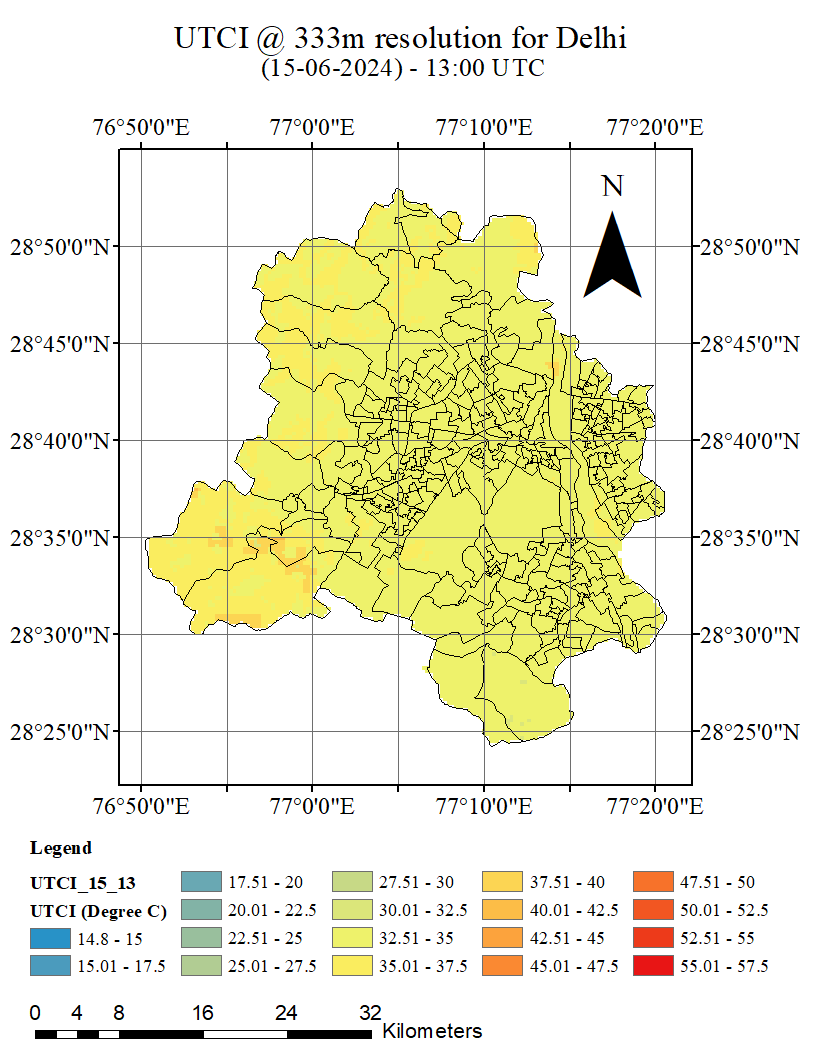 UTCI @ 333m resolution for Delhi
(15-06-2024) - 13:00 UTC
76°50'0"E 77°0'0"E 77°10'0"E 77°20'0"E
N
28°50'0"N 28°50'0"N
28°45'0"N 28°45'0"N
28°40'0"N 28°40'0"N
28°35'0"N 28°35'0"N
28°30'0"N 28°30'0"N
28°25'0"N 28°25'0"N
76°50'0"E 77°0'0"E 77°10'0"E 77°20'0"E
Legend
UTCI_15_13 17.51 - 20 27.51 - 30 37.51 - 40 47.51 - 50
UTCI (Degree C) 20.01 - 22.5 30.01 - 32.5 40.01 - 42.5 50.01 - 52.5
14.8 - 15 22.51 - 25 32.51 - 35 42.51 - 45 52.51 - 55
15.01 - 17.5 25.01 - 27.5 35.01 - 37.5 45.01 - 47.5 55.01 - 57.5
0 4 8 16 24 32
Kilometers